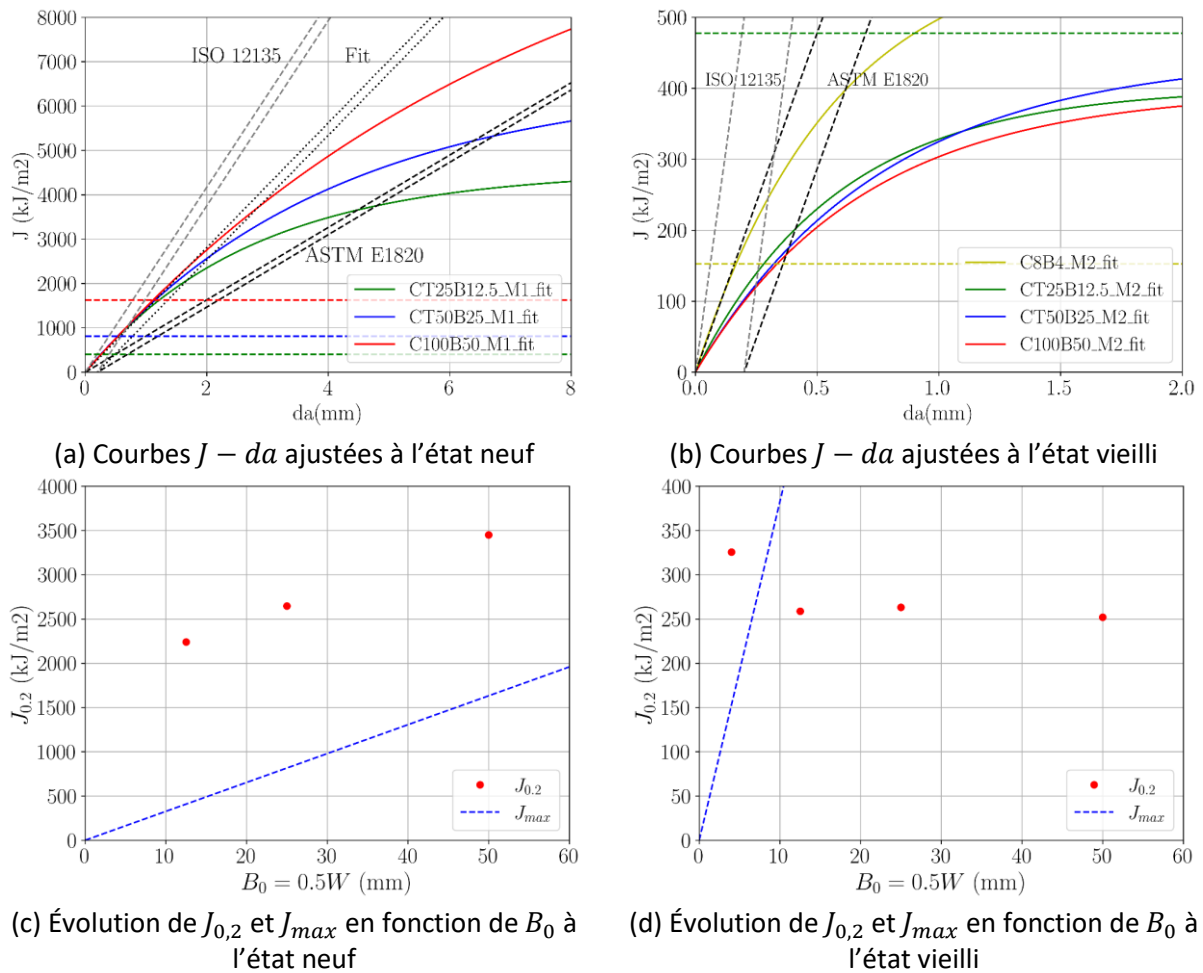 8000
7000
6000
5000
4000
3000
2000
1000
0
J (kJ/m2)
ISO 12135
Fit
ASTM E1820
CT25B12.5_M1_fit
CT50B25_M1_fit
C100B50_M1_fit
0 2 4 6 8
da(mm)
(a) Courbes J − da ajustées à l’état neuf
500
400
300
200
100
0
J (kJ/m2)
ISO 12135
ASTM E1820
C8B4_M2_fit
CT25B12.5_M2_fit
CT50B25_M2_fit
C100B50_M2_fit
0.0 0.5 1.0 1.5 2.0
da(mm)
(b) Courbes J − da ajustées à l’état vieilli
4000
3500
3000
2500
2000
1500
1000
500
0
J0.2 (kJ/m2)
J0.2
Jmax
0 10 20 30 40 50 60
B0 = 0.5W (mm)
(c) Évolution de J0,2 et Jmax en fonction de B0 à
l’état neuf
400
350
300
250
200
150
100
50
0
J0.2 (kJ/m2)
J0.2
Jmax
0 10 20 30 40 50 60
B0 = 0.5W (mm)
(d) Évolution de J0,2 et Jmax en fonction de B0 à
l’état vieilli